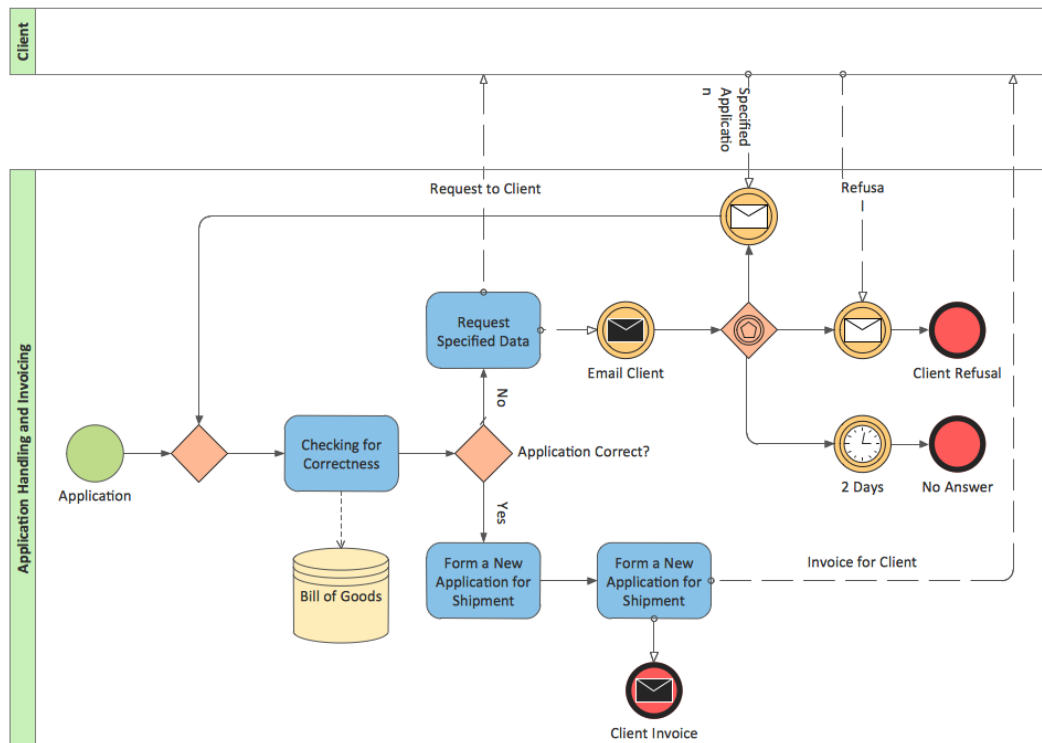 Client
Specified
Applicatio
n
Application Handling and Invoicing
Request to Client
Refusa
Request
Specified Data
Email Client
Client Refusal
No
Checking for
Correctness
Application Correct?
Application
2 Days
No Answer
Yes
Bill of Goods
Form a New
Application for
Shipment
Form a New
Application for
Shipment
Invoice for Client
Client Invoice